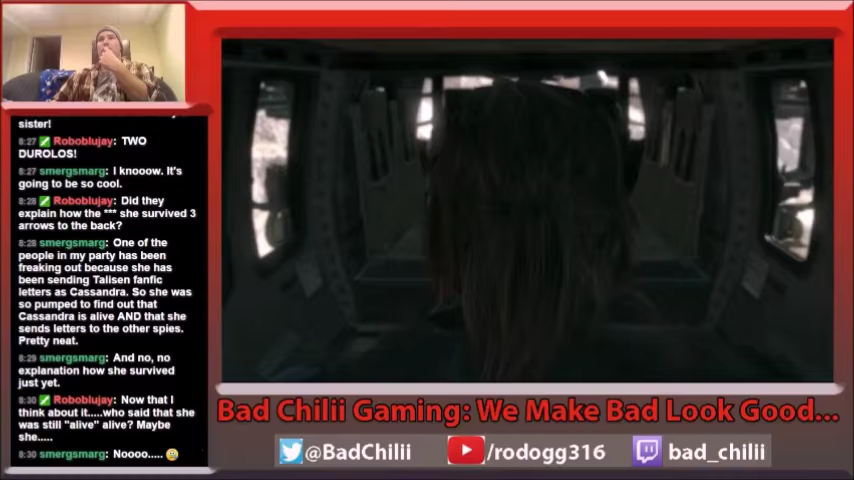 sister!
8:27 Roboblujay: TWO
DUROLOS!
8:27 smergsmarg: I knooow. It's
going to be so cool.
8:28 Roboblujay: Did they
explain how the *** she survived 3
arrows to the back?
8:28 smergsmarg: One of the
people in my party has been
freaking out because she has
been sending Talisen fanfic
letters as Cassandra. So she was
so pumped to find out that
Cassandra is alive AND that she
sends letters to the other spies.
Pretty neat.
8:29 smergsmarg: And no, no
explanation how she survived
just yet.
8:30 Roboblujay: Now that I
think about it.....who said that she
was still "alive" alive? Maybe
she.....
8:30 smergsmarg: Noooo.....
Bad Chilii Gaming: We Make Bad Look Good...
@BadChilii /rodogg316 bad_chilii